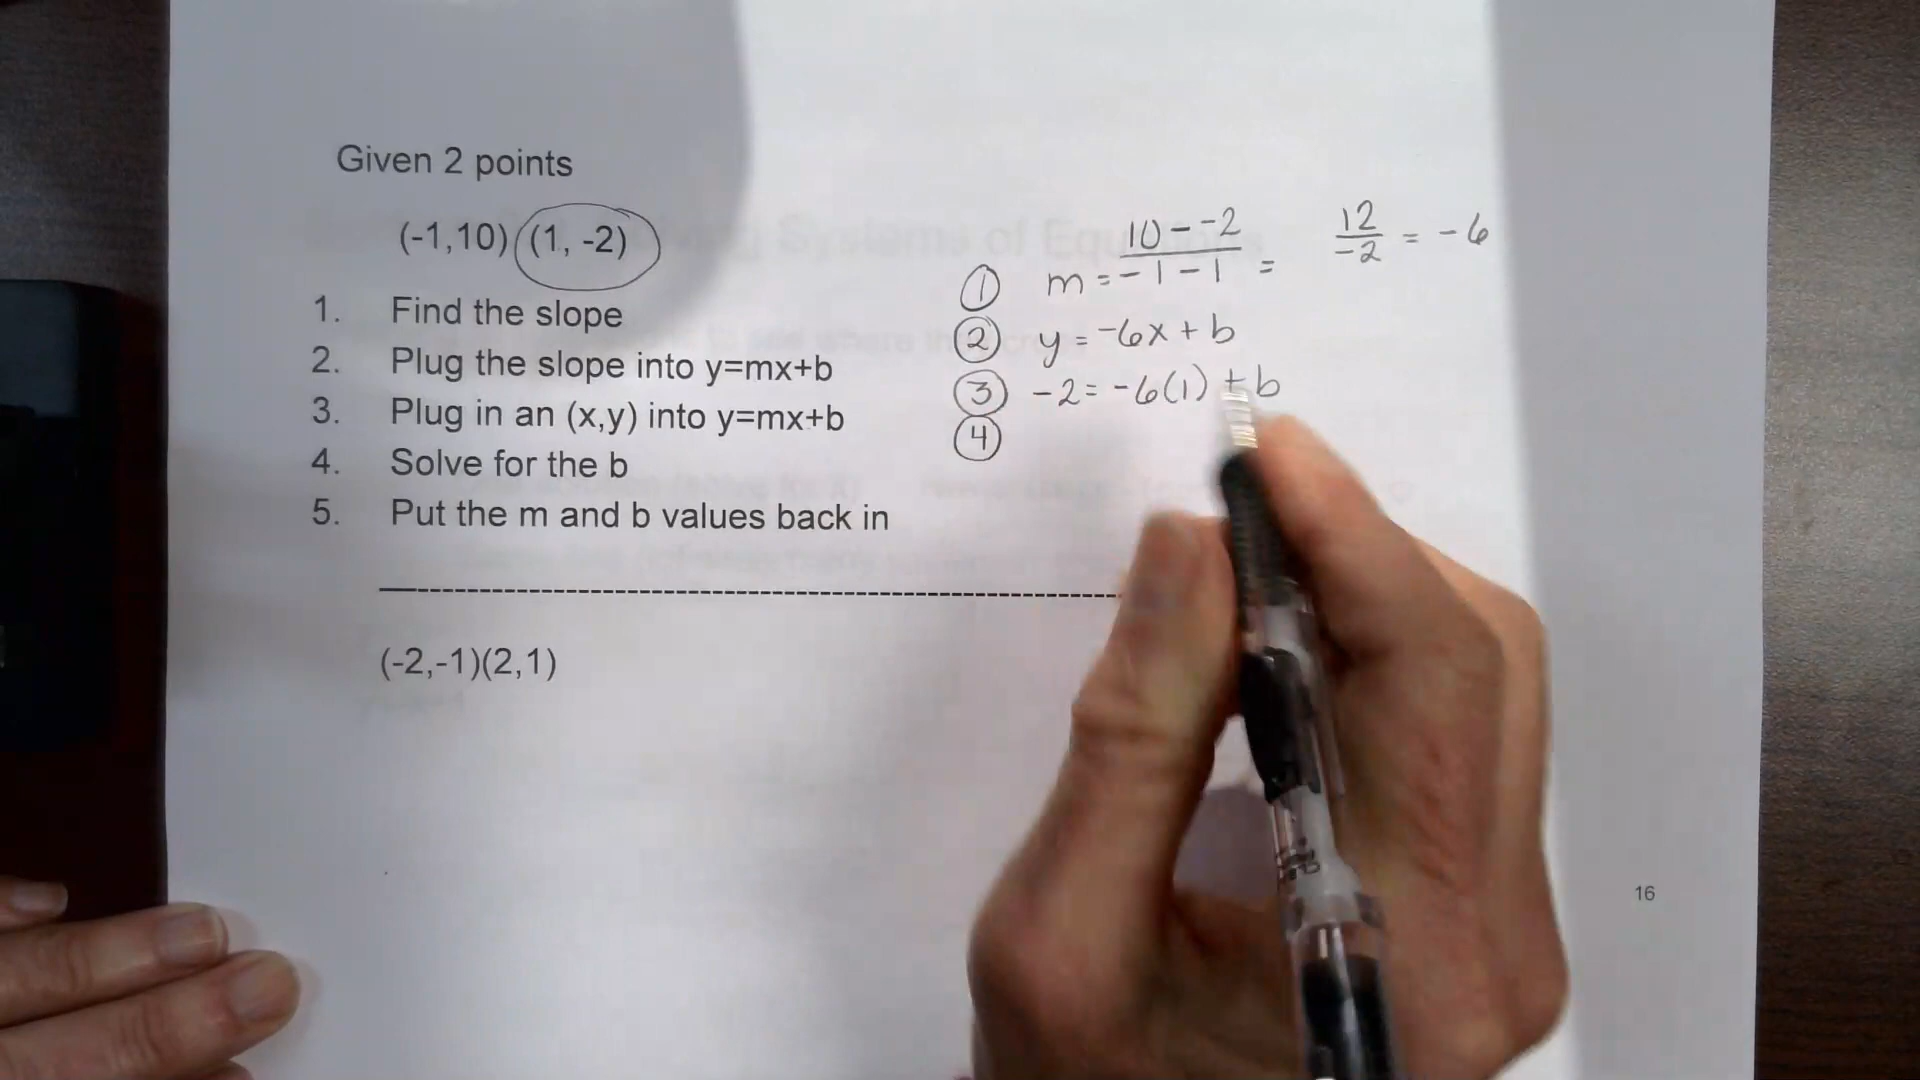 Given 2 points
(-1,10) (1, -2)
1. Find the slope
2. Plug the slope into y=mx+b
3. Plug in an (x,y) into y=mx+b
4. Solve for the b
5. Put the m and b values back in
① m = 10 - -2 / -1 - 1 = 12 / -2 = -6
② y = -6x + b
③ -2 = -6(1) + b
④
(-2,-1)(2,1)
16